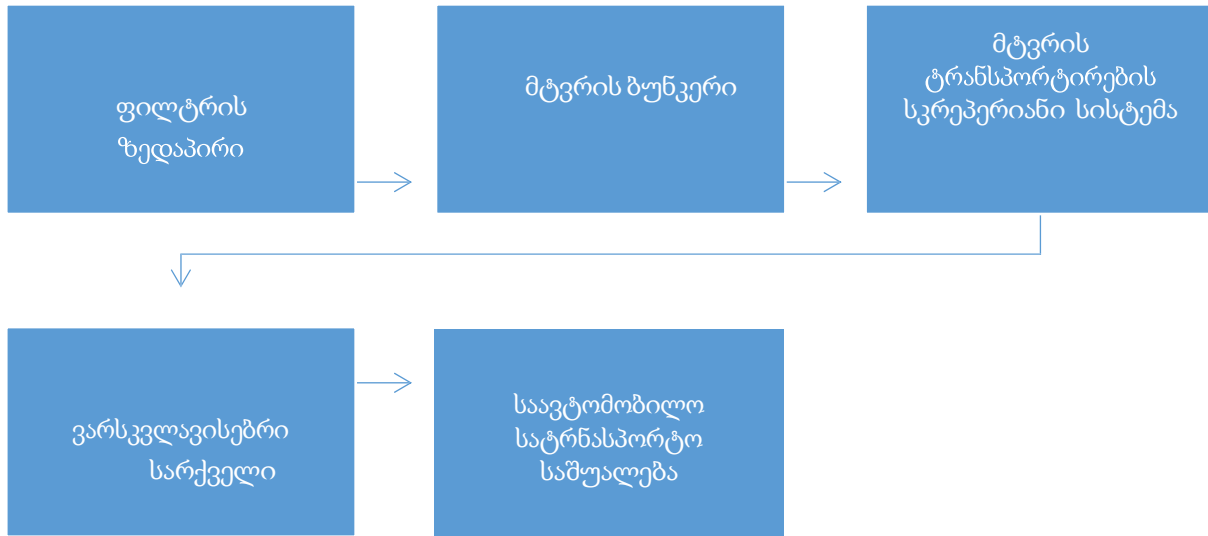 ფილტრის
ზედაპირი
მტვრის ბუნკერი
მტვრის
ტრანსპორტირების
სკრეპერიანი სისტემა
ვარსკვლავისებრი
სარქველი
საავტომობილო
სატრნასპორტო
საშუალება